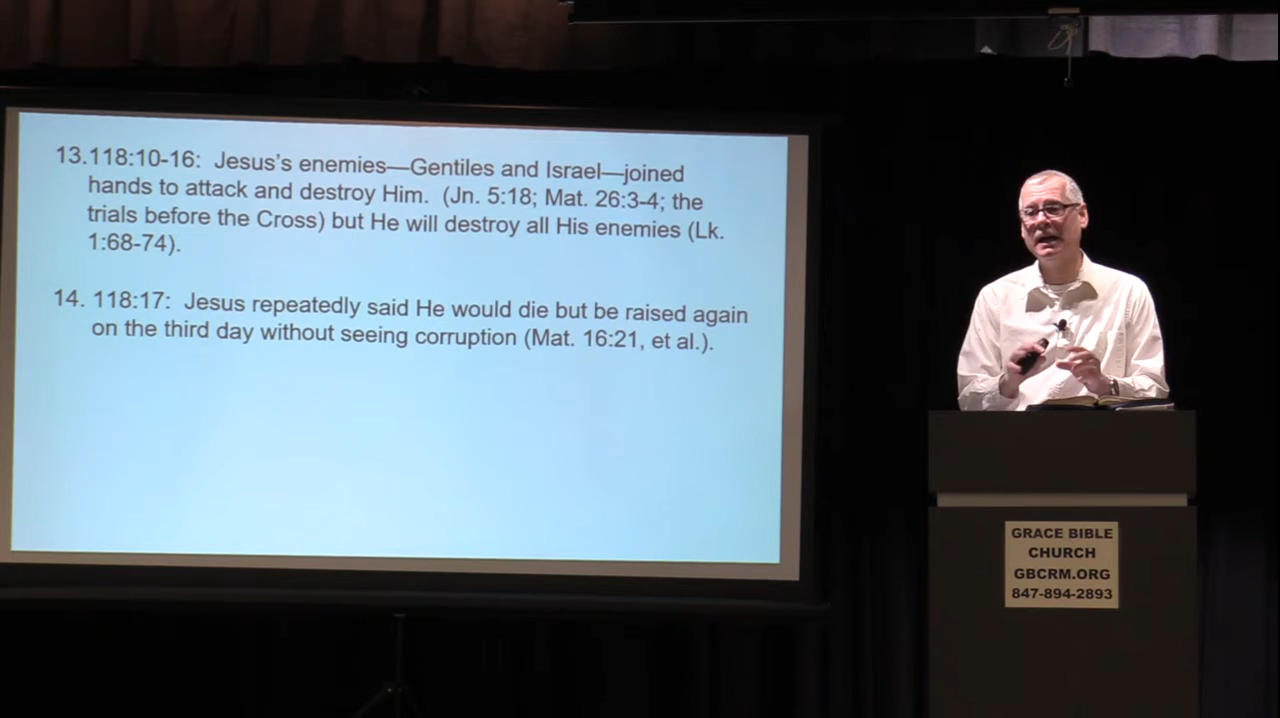 13.118:10-16: Jesus's enemies—Gentiles and Israel—joined
hands to attack and destroy Him. (Jn. 5:18; Mat. 26:3-4; the
trials before the Cross) but He will destroy all His enemies (Lk.
1:68-74).
14. 118:17: Jesus repeatedly said He would die but be raised again
on the third day without seeing corruption (Mat. 16:21, et al.).
GRACE BIBLE
CHURCH
GBCRM.ORG
847-894-2893